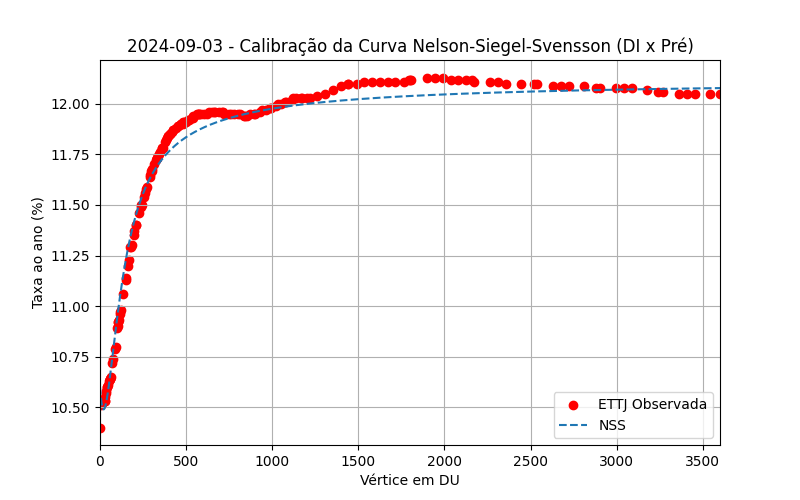 2024-09-03 - Calibração da Curva Nelson-Siegel-Svensson (DI x Pré)
Taxa ao ano (%)
12.00
11.75
11.50
11.25
11.00
10.75
10.50
ETTJ Observada
NSS
0 500 1000 1500 2000 2500 3000 3500
Vértice em DU